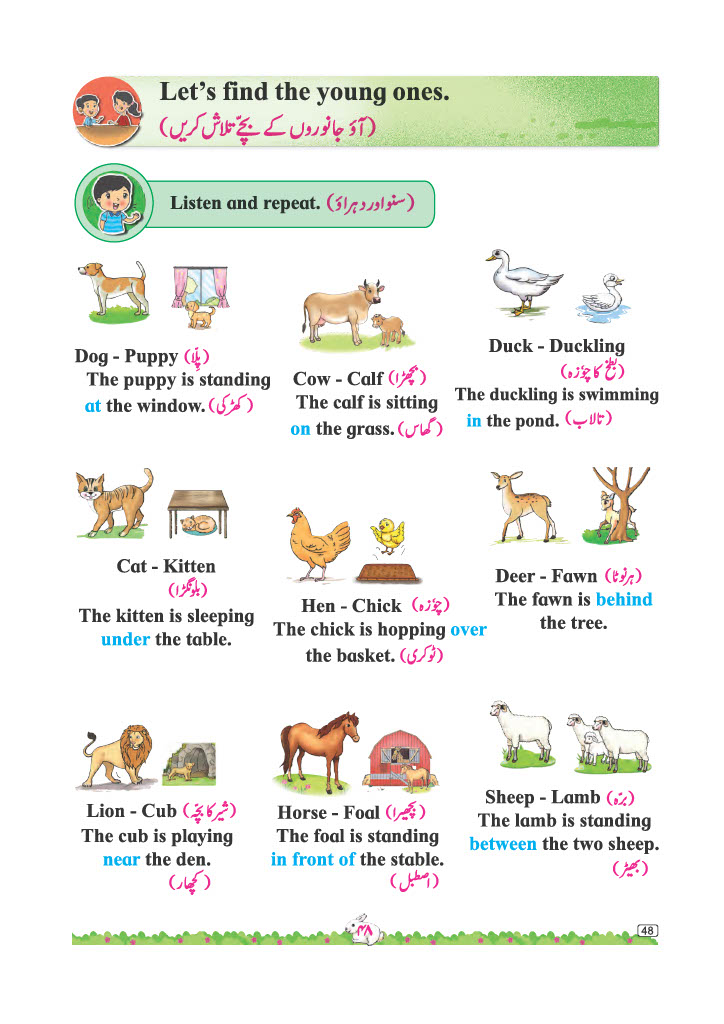 Let's find the young ones.
(آؤ جانوروں کے بچّے تلاش کریں)
Listen and repeat. (سنو اور دہراؤ)
Dog - Puppy (پِلّا)
The puppy is standing
at the window. (کھڑکی)
Cow - Calf (بچھڑا)
The calf is sitting
on the grass. (گھاس)
Duck - Duckling
(بطخ کا چوزہ)
The duckling is swimming
in the pond. (تالاب)
Cat - Kitten
(بلونگڑا)
The kitten is sleeping
under the table.
Hen - Chick (چوزہ)
The chick is hopping over
the basket. (ٹوکری)
Deer - Fawn (ہرنوٹا)
The fawn is behind
the tree.
Lion - Cub (شیر کا بچّہ)
The cub is playing
near the den.
(کچھار)
Horse - Foal (بچھیرا)
The foal is standing
in front of the stable.
(اصطبل)
Sheep - Lamb (برّہ)
The lamb is standing
between the two sheep.
(بھیڑ)
۴۸
48